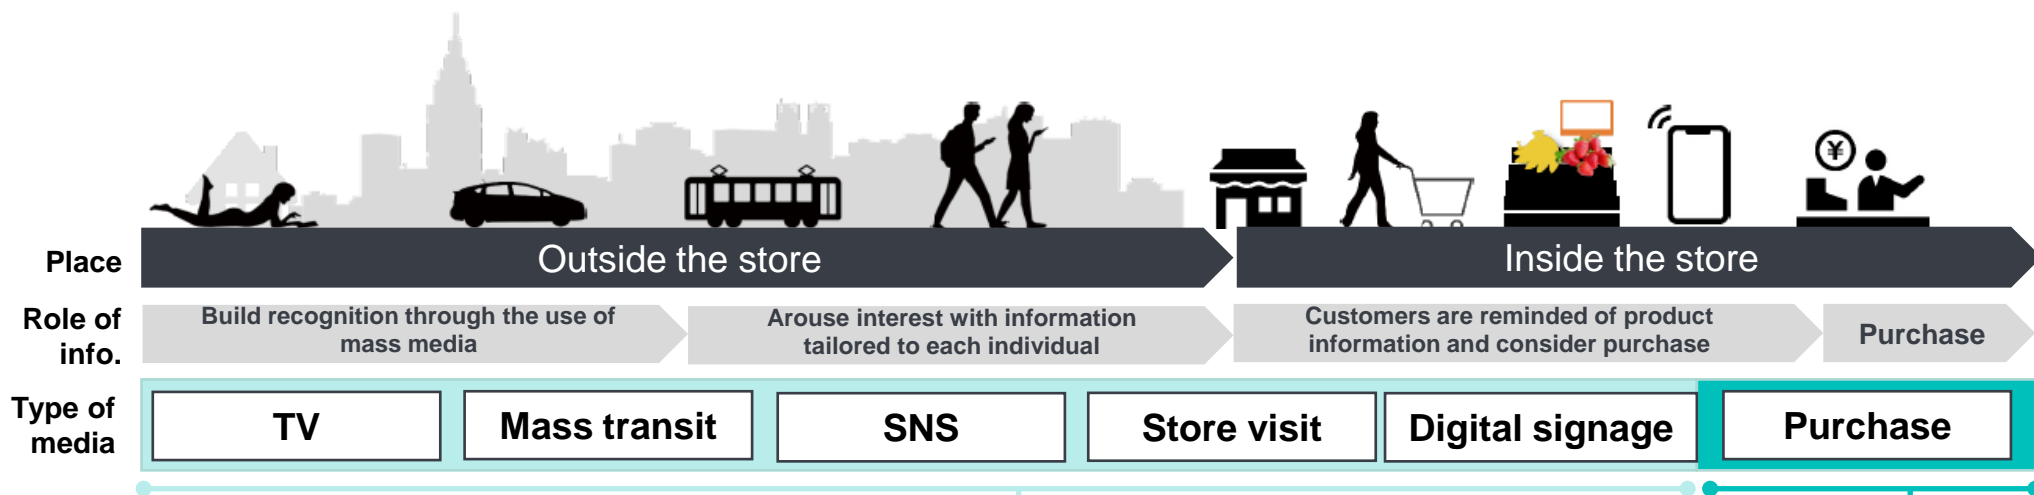 ¥
Place
Outside the store
Inside the store
Role of
info.
Build recognition through the use of
mass media
Arouse interest with information
tailored to each individual
Customers are reminded of product
information and consider purchase
Purchase
Type of
media
TV
Mass transit
SNS
Store visit
Digital signage
Purchase